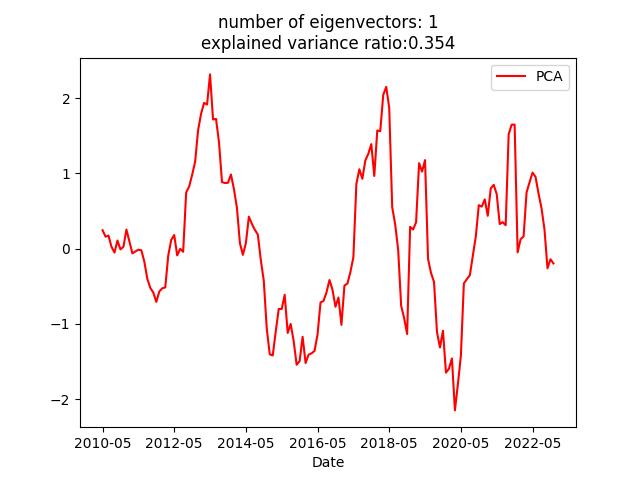 number of eigenvectors: 1
explained variance ratio:0.354
PCA
2
1
0
−1
−2
2010-05 2012-05 2014-05 2016-05 2018-05 2020-05 2022-05
Date